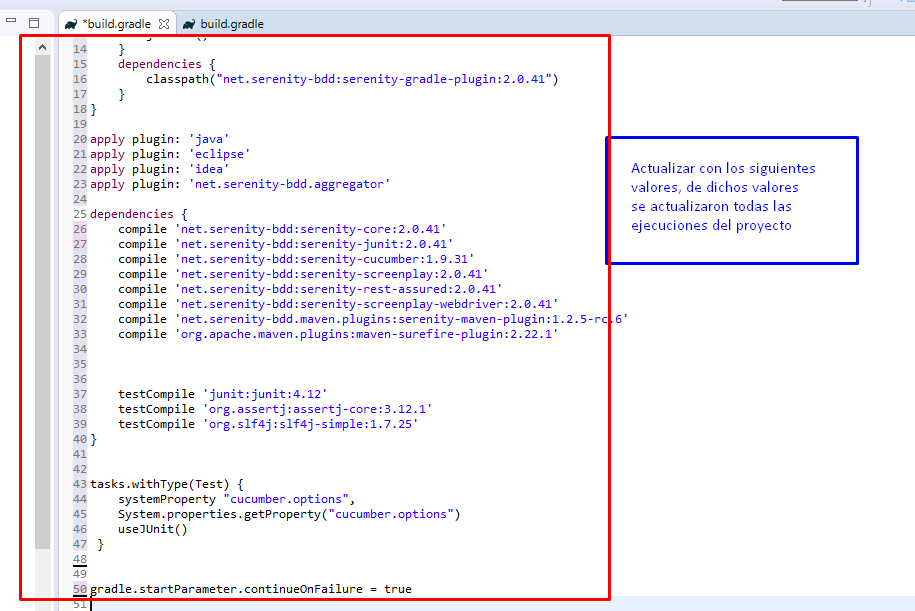 *build.gradle
build.gradle
14 }
15 dependencies {
16 classpath("net.serenity-bdd:serenity-gradle-plugin:2.0.41")
17 }
18 }
19
20 apply plugin: 'java'
21 apply plugin: 'eclipse'
22 apply plugin: 'idea'
23 apply plugin: 'net.serenity-bdd.aggregator'
24
25 dependencies {
26 compile 'net.serenity-bdd:serenity-core:2.0.41'
27 compile 'net.serenity-bdd:serenity-junit:2.0.41'
28 compile 'net.serenity-bdd:serenity-cucumber:1.9.31'
29 compile 'net.serenity-bdd:serenity-screenplay:2.0.41'
30 compile 'net.serenity-bdd:serenity-rest-assured:2.0.41'
31 compile 'net.serenity-bdd:serenity-screenplay-webdriver:2.0.41'
32 compile 'net.serenity-bdd.maven.plugins:serenity-maven-plugin:1.2.5-rc.6'
33 compile 'org.apache.maven.plugins:maven-surefire-plugin:2.22.1'
34
35
36
37 testCompile 'junit:junit:4.12'
38 testCompile 'org.assertj:assertj-core:3.12.1'
39 testCompile 'org.slf4j:slf4j-simple:1.7.25'
40 }
41
42
43 tasks.withType(Test) {
44 systemProperty "cucumber.options",
45 System.properties.getProperty("cucumber.options")
46 useJUnit()
47 }
48
49
50 gradle.startParameter.continueOnFailure = true
51
Actualizar con los siguientes
valores, de dichos valores
se actualizaron todas las
ejecuciones del proyecto